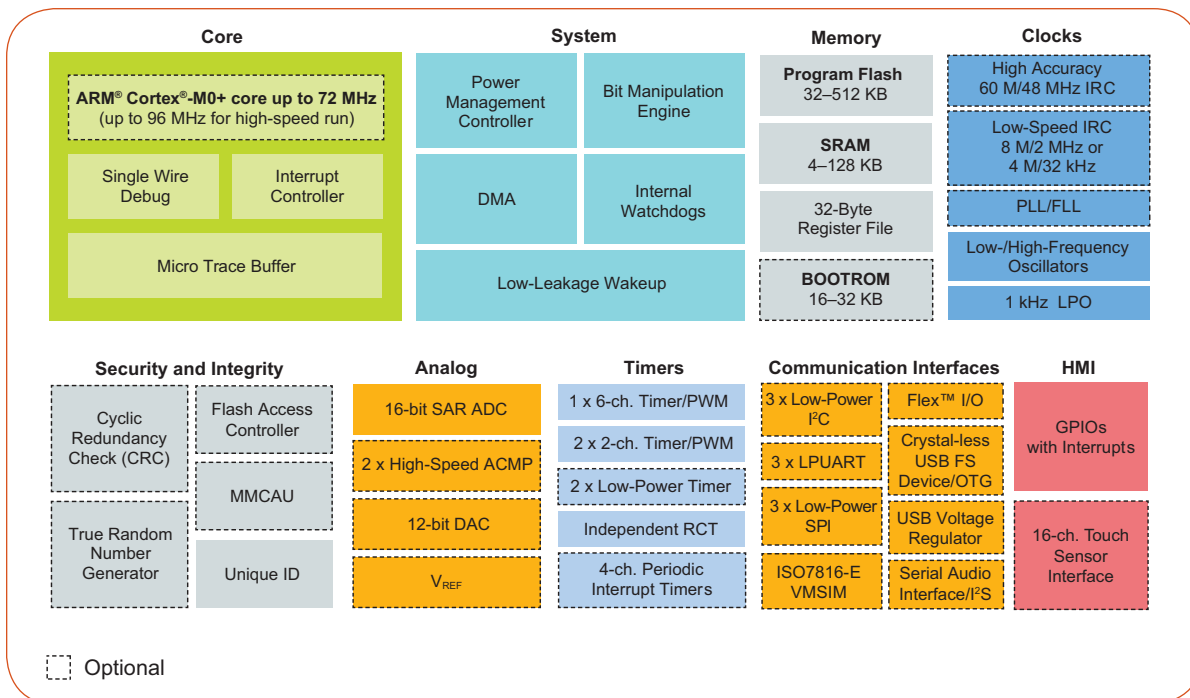 Core
ARM® Cortex®-M0+ core up to 72 MHz
(up to 96 MHz for high-speed run)
Single Wire
Debug
Interrupt
Controller
Micro Trace Buffer
System
Power
Management
Controller
Bit Manipulation
Engine
DMA
Internal
Watchdogs
Low-Leakage Wakeup
Memory
Program Flash
32–512 KB
SRAM
4–128 KB
32-Byte
Register File
BOOTROM
16–32 KB
Clocks
High Accuracy
60 M/48 MHz IRC
Low-Speed IRC
8 M/2 MHz or
4 M/32 kHz
PLL/FLL
Low-/High-Frequency
Oscillators
1 kHz LPO
Security and Integrity
Cyclic
Redundancy
Check (CRC)
True Random
Number
Generator
Flash Access
Controller
MMCAU
Unique ID
Analog
16-bit SAR ADC
2 x High-Speed ACMP
12-bit DAC
VREF
Timers
1 x 6-ch. Timer/PWM
2 x 2-ch. Timer/PWM
2 x Low-Power Timer
Independent RCT
4-ch. Periodic
Interrupt Timers
Communication Interfaces
3 x Low-Power
I²C
3 x LPUART
3 x Low-Power
SPI
ISO7816-E
VMSIM
Flex™ I/O
Crystal-less
USB FS
Device/OTG
USB Voltage
Regulator
Serial Audio
Interface/I²S
HMI
GPIOs
with Interrupts
16-ch. Touch
Sensor
Interface
Optional